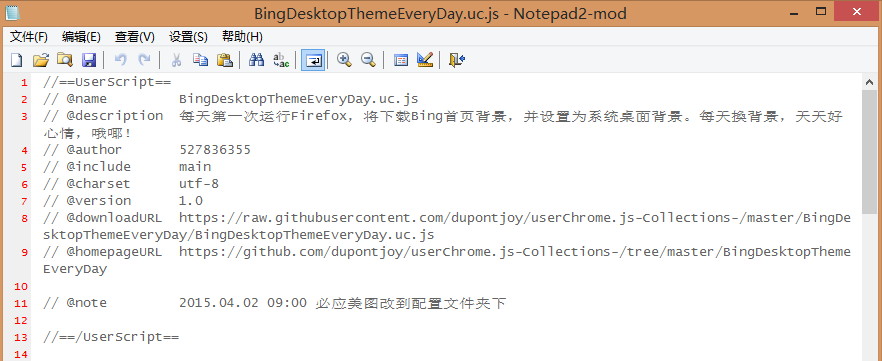 BingDesktopThemeEveryDay.uc.js - Notepad2-mod
文件(F) 编辑(E) 查看(V) 设置(S) 帮助(H)
1 //==UserScript==
2 // @name BingDesktopThemeEveryDay.uc.js
3 // @description 每天第一次运行Firefox，将下载Bing首页背景，并设置为系统桌面背景。每天换背景，天天好
心情，哦唧！
4 // @author 527836355
5 // @include main
6 // @charset utf-8
7 // @version 1.0
8 // @downloadURL https://raw.githubusercontent.com/dupontjoy/userChrome.js-Collections-/master/BingDe
sktopThemeEveryDay/BingDesktopThemeEveryDay.uc.js
9 // @homepageURL https://github.com/dupontjoy/userChrome.js-Collections-/tree/master/BingDesktopTheme
EveryDay
10
11 // @note 2015.04.02 09:00 必应美图改到配置文件夹下
12
13 //==/UserScript==
14